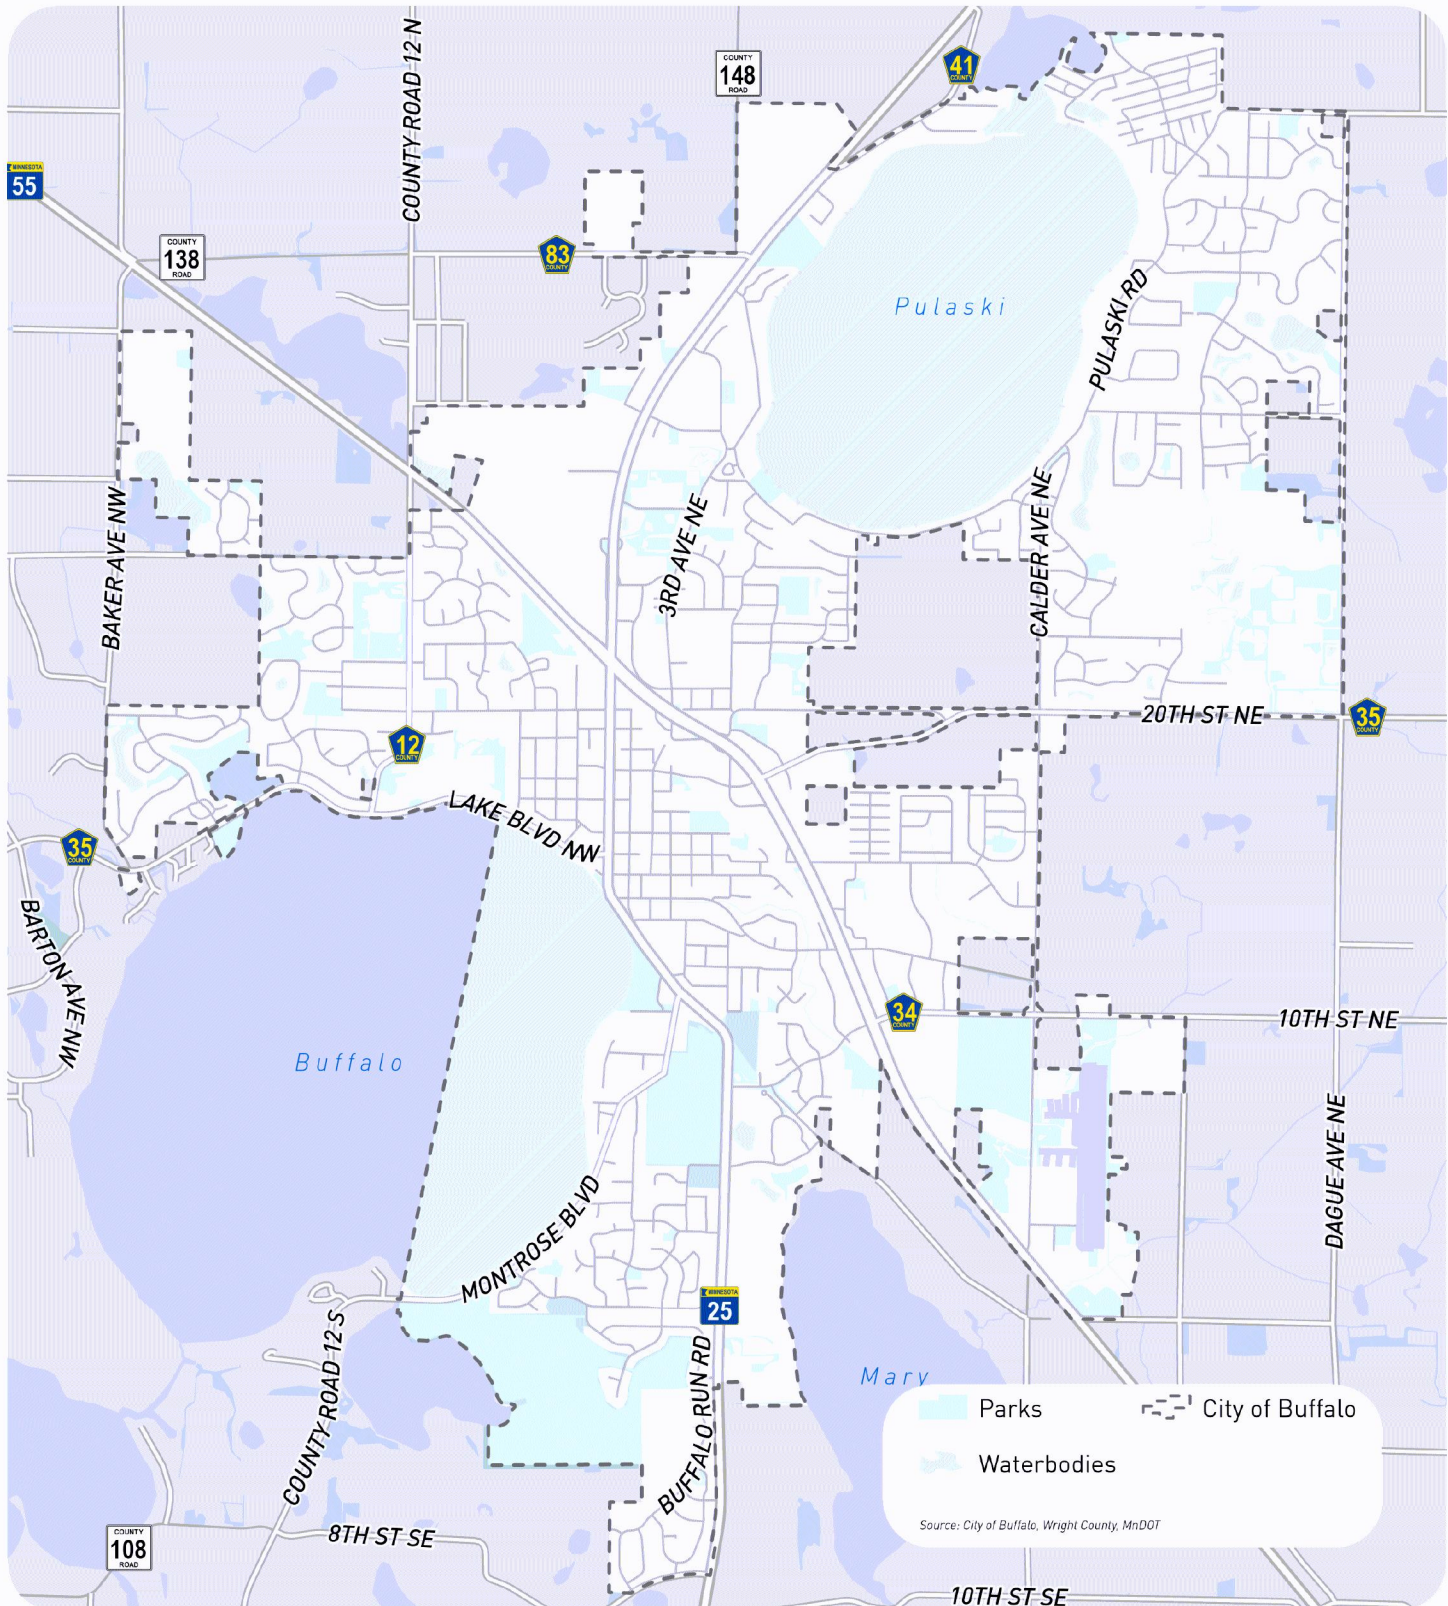 COUNTY ROAD 12 N
COUNTY
148
ROAD
41
COUNTY
MINNESOTA
55
COUNTY
138
ROAD
83
COUNTY
Pulaski
PULASKI RD
BAKER AVE NW
3RD AVE NE
CALDER AVE NE
20TH ST NE
35
COUNTY
12
COUNTY
LAKE BLVD NW
35
COUNTY
BARTON AVE NW
34
COUNTY
10TH ST NE
Buffalo
DAGUE AVE NE
MONTROSE BLVD
MINNESOTA
25
COUNTY ROAD 12 S
BUFFALO RUN RD
Mary
Parks
City of Buffalo
Waterbodies
Source: City of Buffalo, Wright County, MnDOT
COUNTY
108
ROAD
8TH ST SE
10TH ST SE